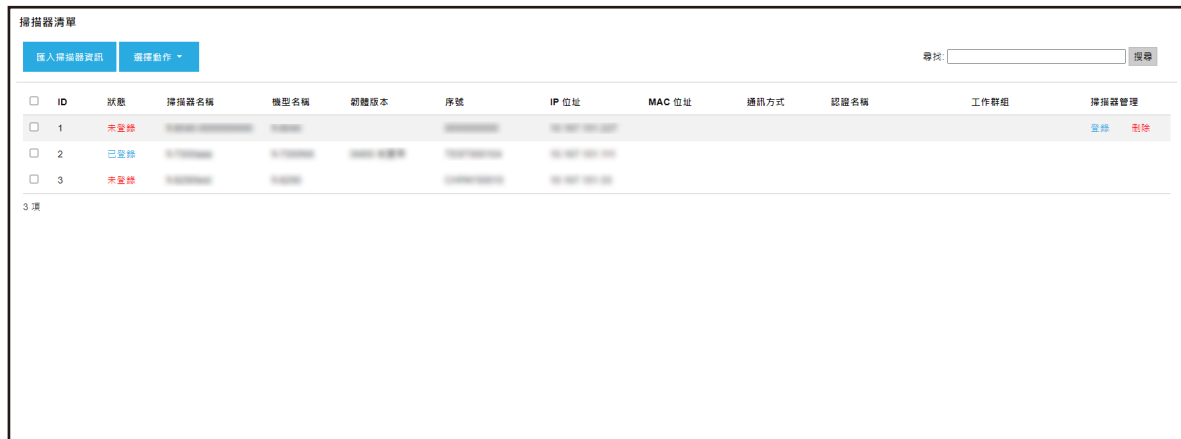 掃描器清單
匯入掃描器資訊 選擇動作 尋找: 搜尋
ID 狀態 掃描器名稱 機型名稱 韌體版本 序號 IP 位址 MAC 位址 通訊方式 認證名稱 工作群組 掃描器管理
1 未登錄 登錄 刪除
2 已登錄
3 未登錄
3 項